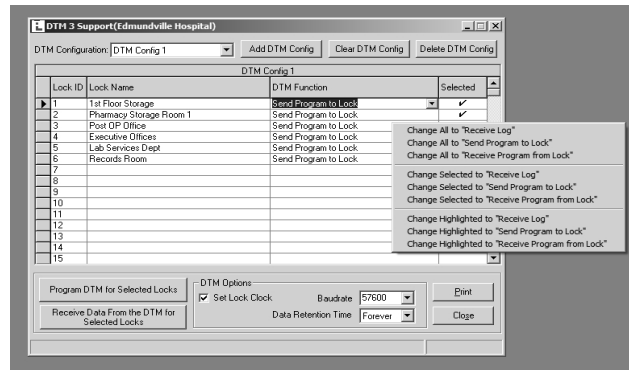 DTM 3 Support(Edmundville Hospital)
DTM Configuration: DTM Config 1 Add DTM Config Clear DTM Config Delete DTM Config
DTM Config 1
Lock ID Lock Name DTM Function Selected
1 1st Floor Storage Send Program to Lock ✔
2 Pharmacy Storage Room 1 Send Program to Lock ✔
3 Post OP Office Send Program to Lock
4 Executive Offices Send Program to Lock
5 Lab Services Dept Send Program to Lock
6 Records Room Send Program to Lock
7
8
9
10
11
12
13
14
15
Change All to "Receive Log"
Change All to "Send Program to Lock"
Change All to "Receive Program from Lock"
Change Selected to "Receive Log"
Change Selected to "Send Program to Lock"
Change Selected to "Receive Program from Lock"
Change Highlighted to "Receive Log"
Change Highlighted to "Send Program to Lock"
Change Highlighted to "Receive Program from Lock"
Program DTM for Selected Locks
Receive Data From the DTM for
Selected Locks
DTM Options
Set Lock Clock Baudrate 57600
Data Retention Time Forever
Print
Close